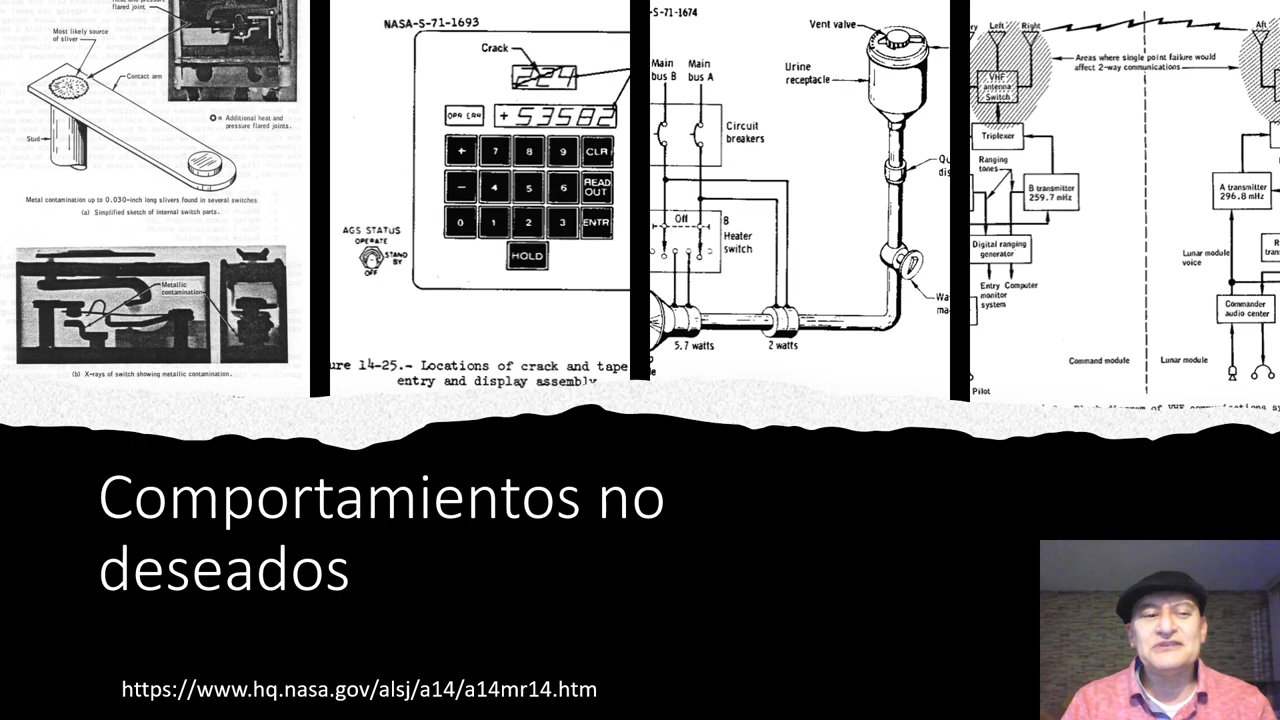 flared joint.
Most likely source
of sliver
Contact arm
= Additional heat and
pressure flared joints.
Stud
Metal contamination up to 0.030-inch long slivers found in several switches
(a) Simplified sketch of internal switch parts.
Metallic
contamination
(b) X-rays of switch showing metallic contamination.
NASA-S-71-1693
Crack
224
OPR ERR
+ 53582
+ 7 8 9 CLR
- 4 5 6 READ OUT
0 1 2 3 ENTR
HOLD
AGS STATUS
OPERATE
STAND
BY
OFF
ure 14-25.- Locations of crack and tape
entry and display assembly
-S-71-1674
Vent valve
Urine
receptacle
Main
bus B
Main
bus A
Circuit
breakers
Off
B
Heater
switch
5.7 watts
2 watts
Left
Right
Aft
Areas where single point failure would
affect 2-way communications
VHF
antenna
Switch
Triplexer
Ranging
tones
B transmitter
259.7 mHz
A transmitter
296.8 mHz
Digital ranging
generator
Lunar module
voice
Entry
monitor
system
Computer
Commander
audio center
Command module
Lunar module
Pilot
Comportamientos no
deseados
https://www.hq.nasa.gov/alsj/a14/a14mr14.htm